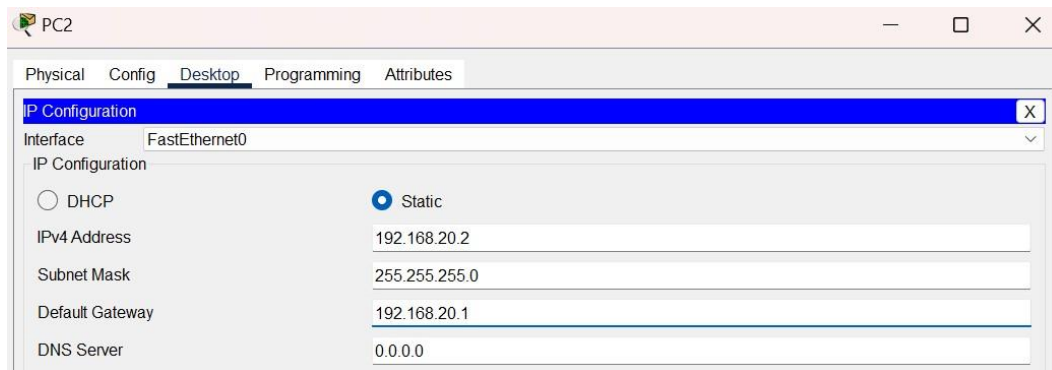 PC2
Physical Config Desktop Programming Attributes
IP Configuration X
Interface FastEthernet0
IP Configuration
DHCP Static
IPv4 Address 192.168.20.2
Subnet Mask 255.255.255.0
Default Gateway 192.168.20.1
DNS Server 0.0.0.0